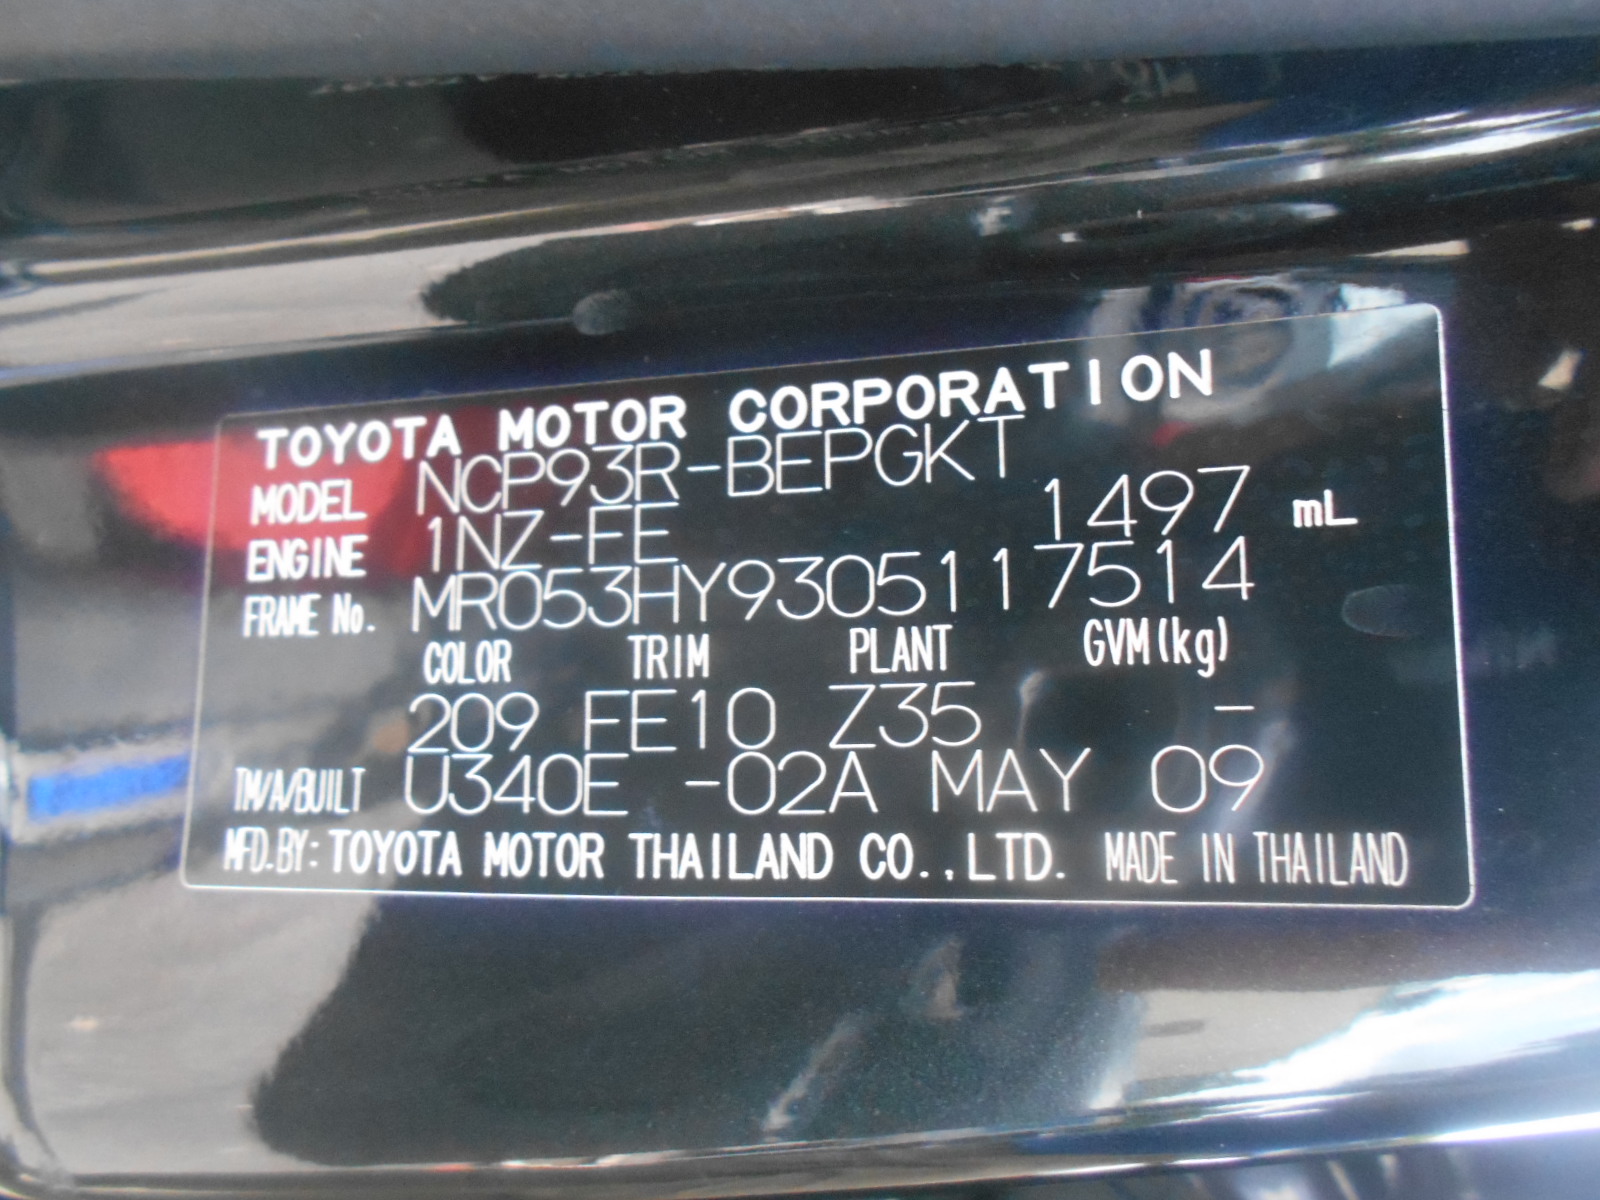 TOYOTA MOTOR CORPORATION
MODEL NCP93R-BEPGKT
ENGINE 1NZ-FE 1497 mL
FRAME No. MR053HY9305117514
COLOR TRIM PLANT GVM(kg)
209 FE10 Z35 -
TM/A/BUILT U340E -02A MAY 09
MFD.BY: TOYOTA MOTOR THAILAND CO.,LTD. MADE IN THAILAND